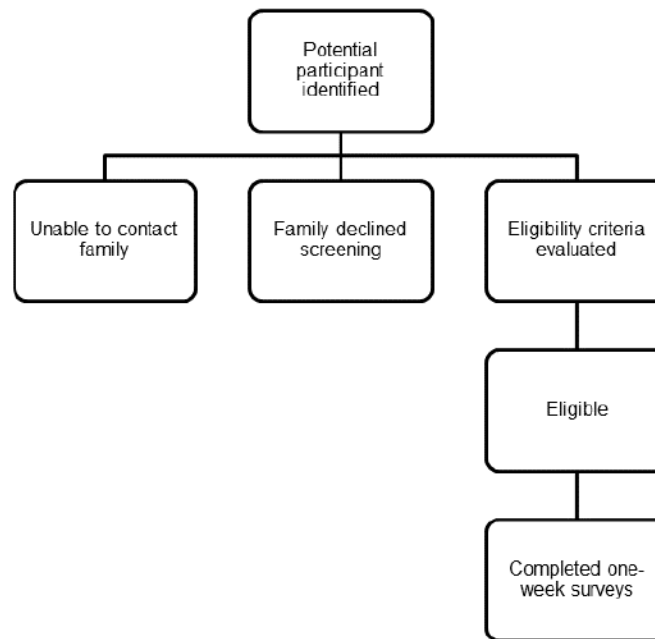 Potential
participant
identified
Unable to contact
family
Family declined
screening
Eligibility criteria
evaluated
Eligible
Completed one-
week surveys